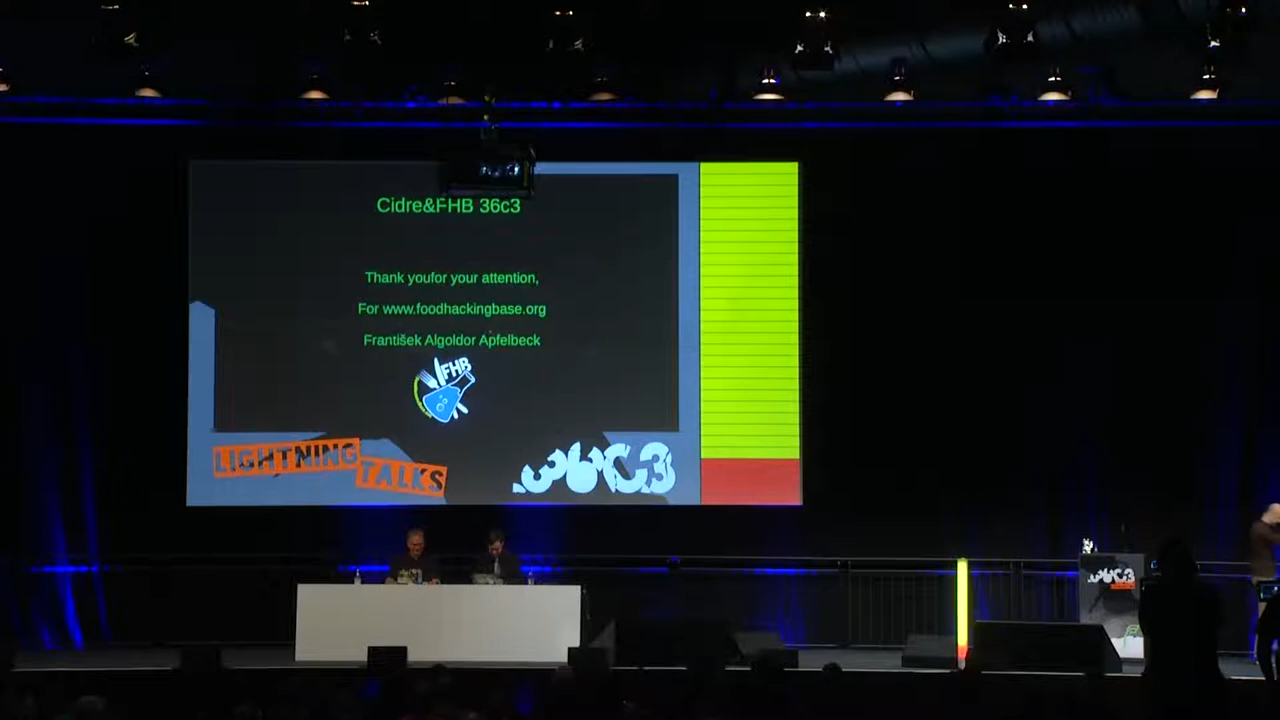 Cidre&FHB 36c3
Thank youfor your attention,
For www.foodhackingbase.org
František Algoldor Apfelbeck
FHB
LIGHTNING
TALKS
36C3
36C3